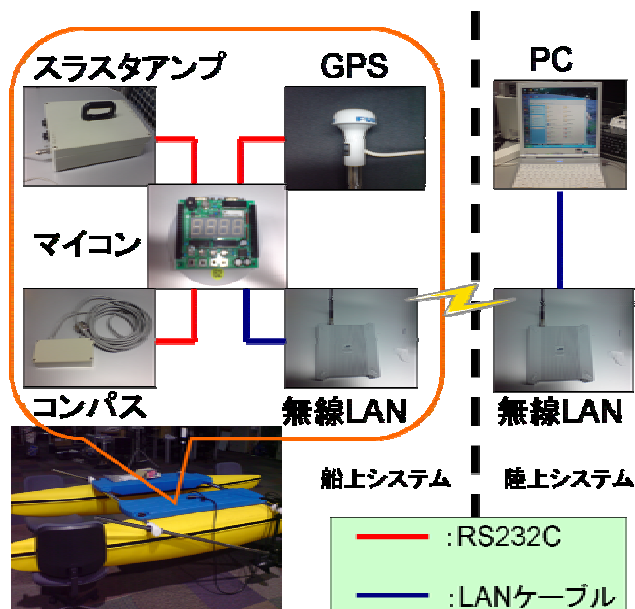 スラスタアンプ
GPS
PC
マイコン
コンパス
無線LAN
無線LAN
船上システム
陸上システム
:RS232C
:LANケーブル